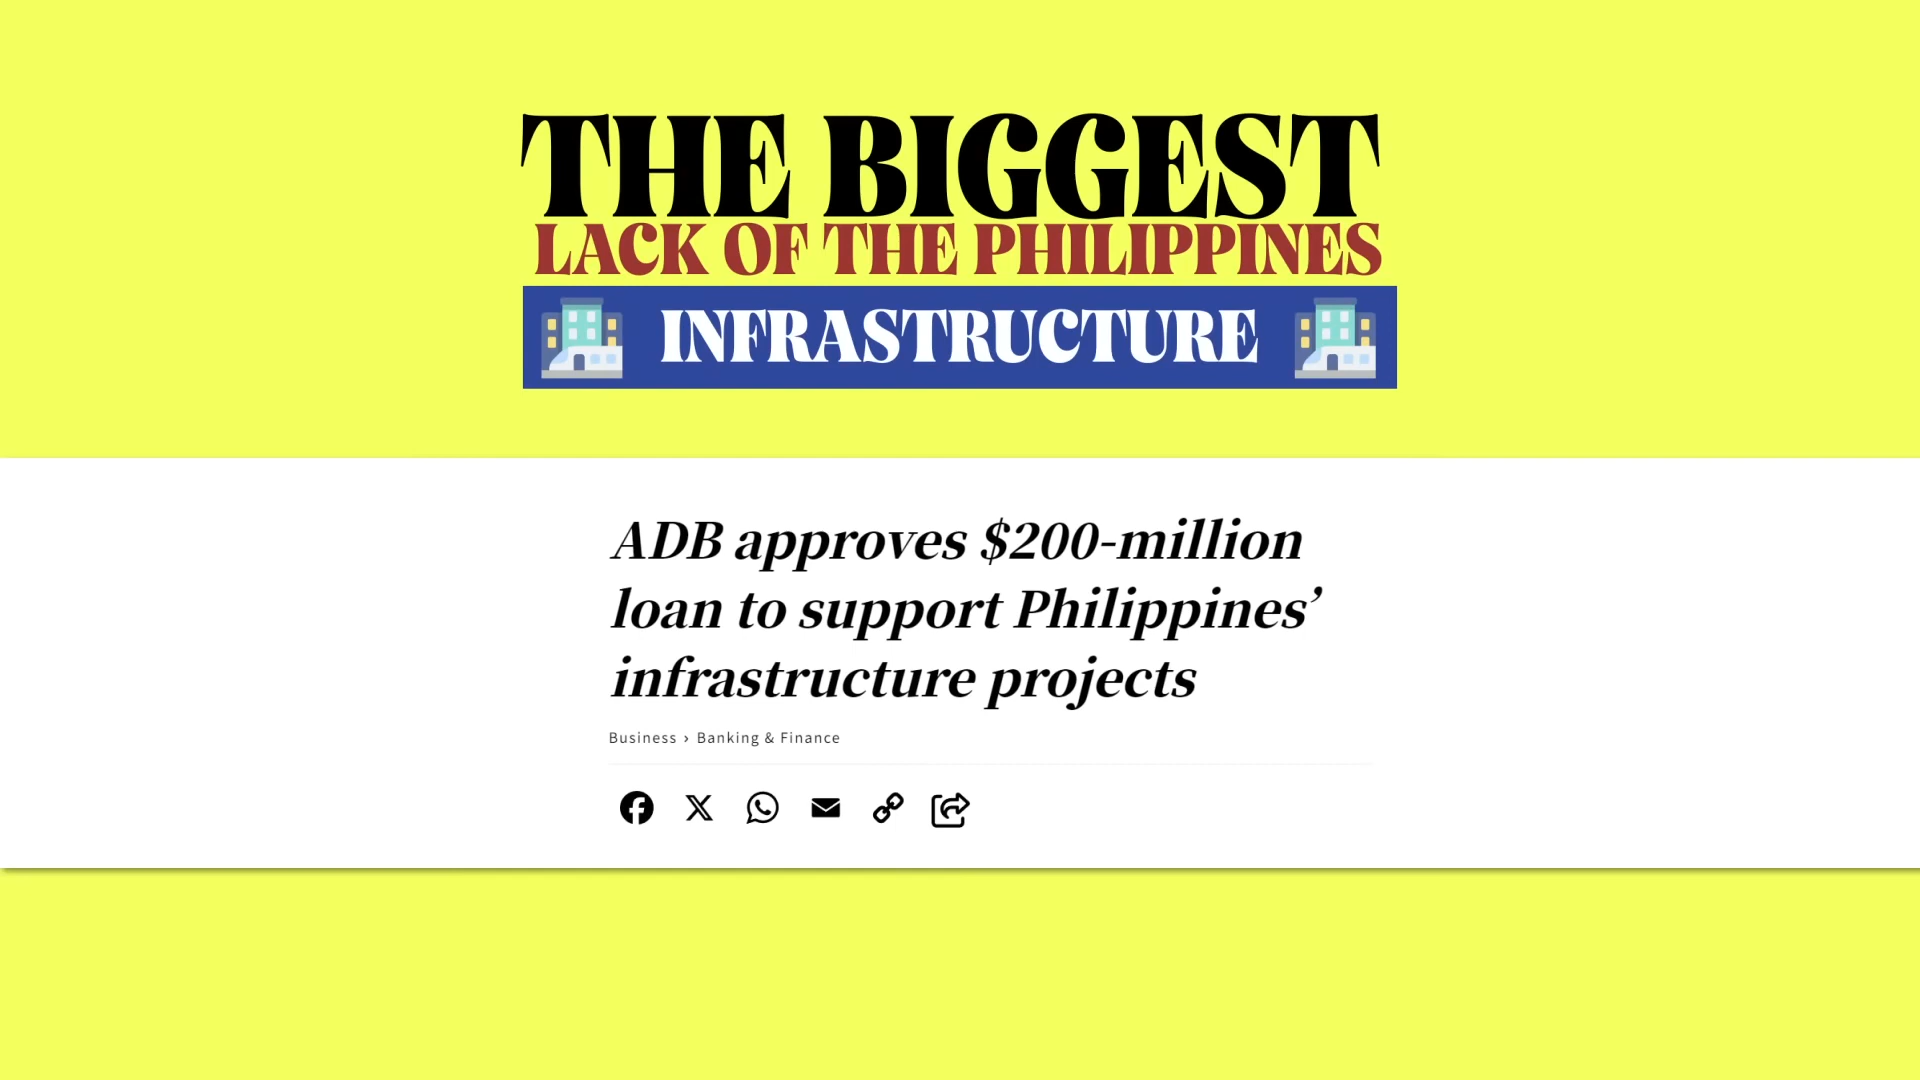 THE BIGGEST
LACK OF THE PHILIPPINES
INFRASTRUCTURE
ADB approves $200-million
loan to support Philippines’
infrastructure projects
Business › Banking & Finance